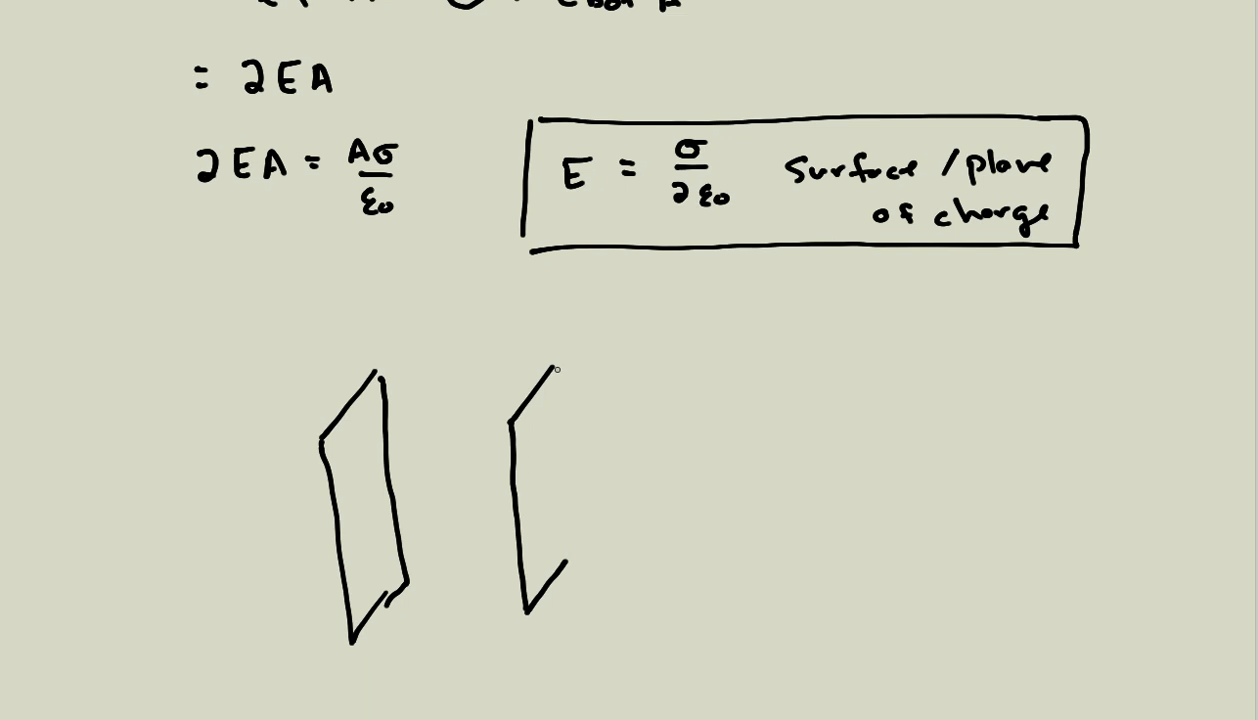 = 2EA
2EA = Aσ/ε₀
E = σ/2ε₀ surface / plane
of charge